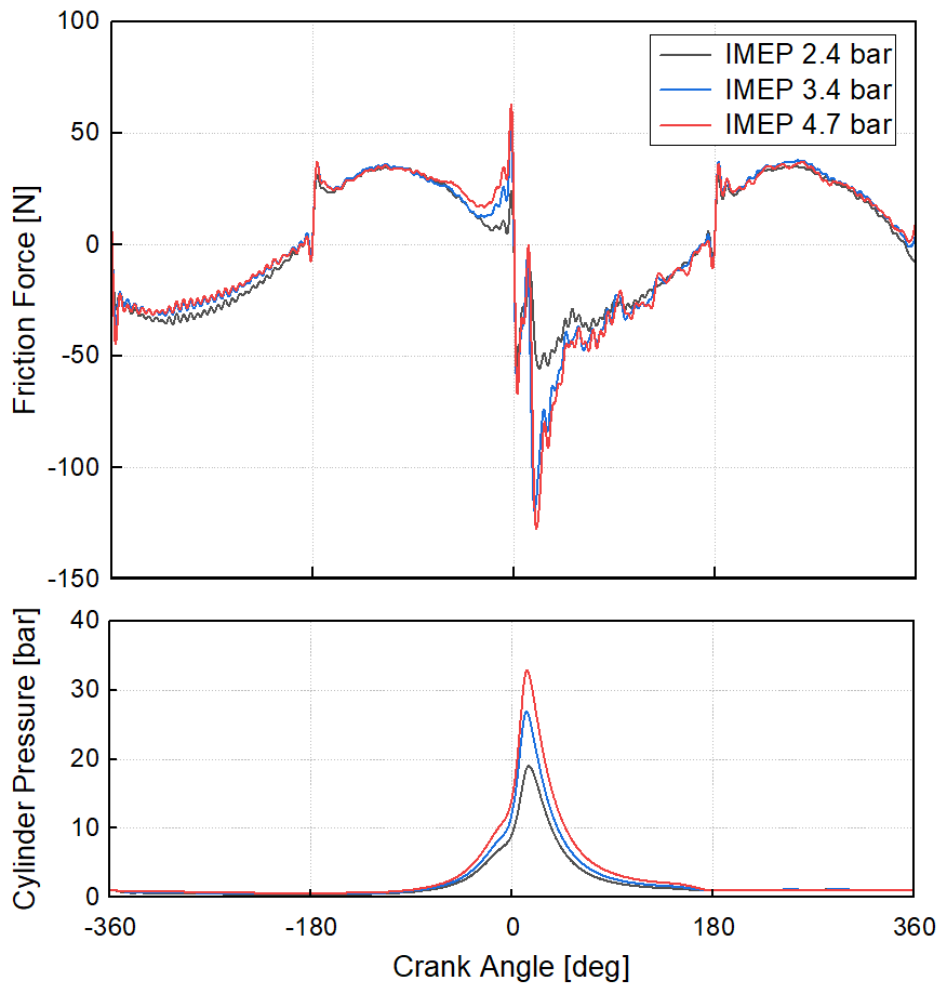 100
50
0
-50
-100
-150
Friction Force [N]
IMEP 2.4 bar
IMEP 3.4 bar
IMEP 4.7 bar
40
30
20
10
0
Cylinder Pressure [bar]
-360
-180
0
180
360
Crank Angle [deg]